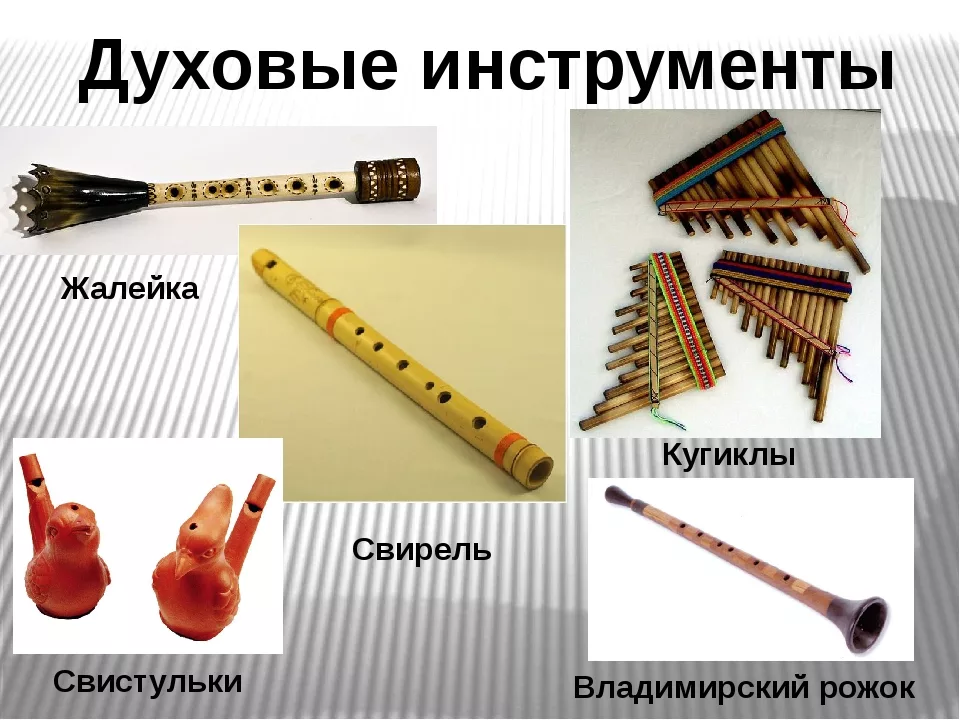 Духовые инструменты
Жалейка
Кугиклы
Свирель
Свистульки
Владимирский рожок